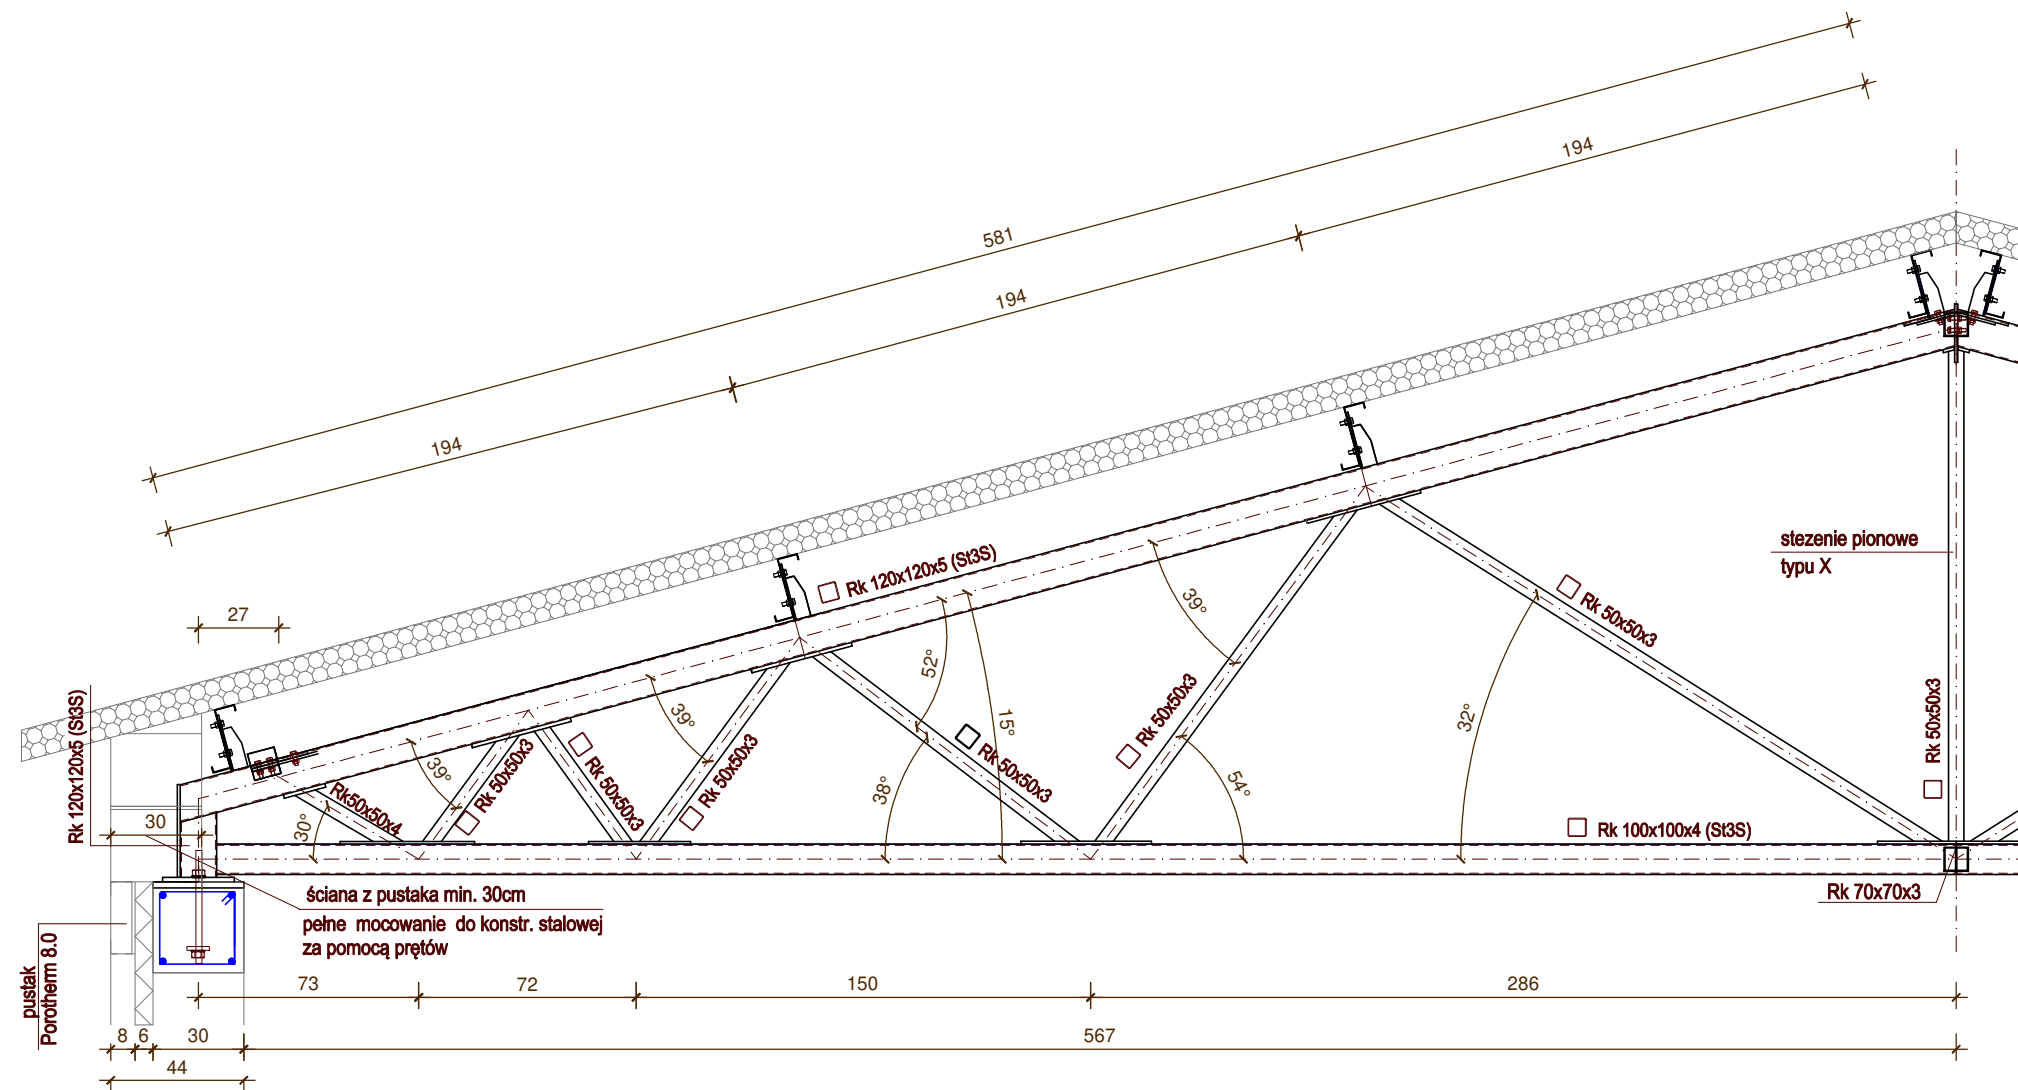 581
194
194
194
27
stezenie pionowe
typu X
Rk 120x120x5 (St3S)
Rk 120x120x5 (St3S)
39°
Rk 50x50x3
52°
15°
32°
39°
39°
Rk50x50x4
Rk 50x50x3
Rk 50x50x3
Rk 50x50x3
Rk 50x50x3
Rk 50x50x3
Rk 50x50x3
30
30°
38°
54°
Rk 100x100x4 (St3S)
Rk 70x70x3
ściana z pustaka min. 30cm
pełne mocowanie do konstr. stalowej
za pomocą prętów
pustak
Porotherm 8.0
73
72
150
286
8
6
30
567
44